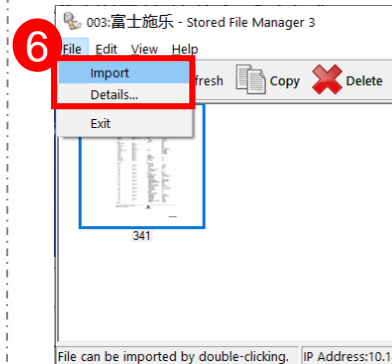 003:富士施乐 - Stored File Manager 3
6
File Edit View Help
Import
fresh Copy Delete
Details...
Exit
341
File can be imported by double-clicking. IP Address:10.1